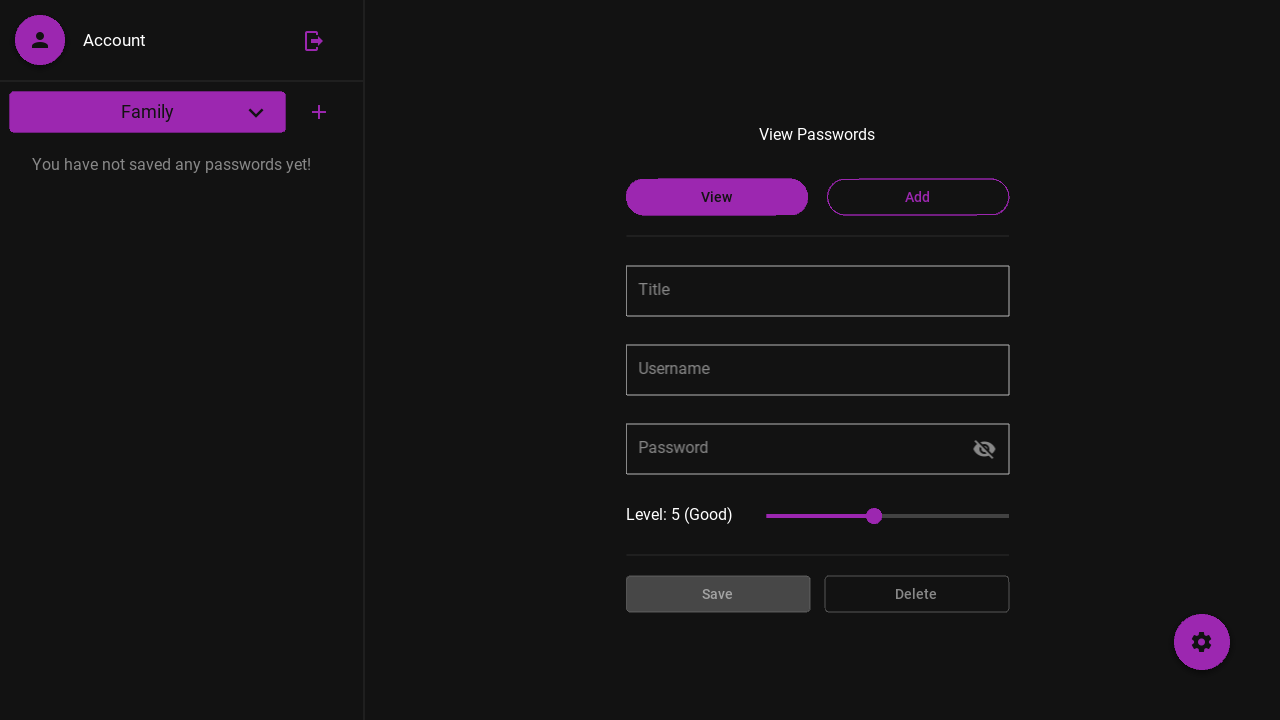 Account
Family
You have not saved any passwords yet!
View Passwords
View
Add
Title
Username
Password
Level: 5 (Good)
Save
Delete